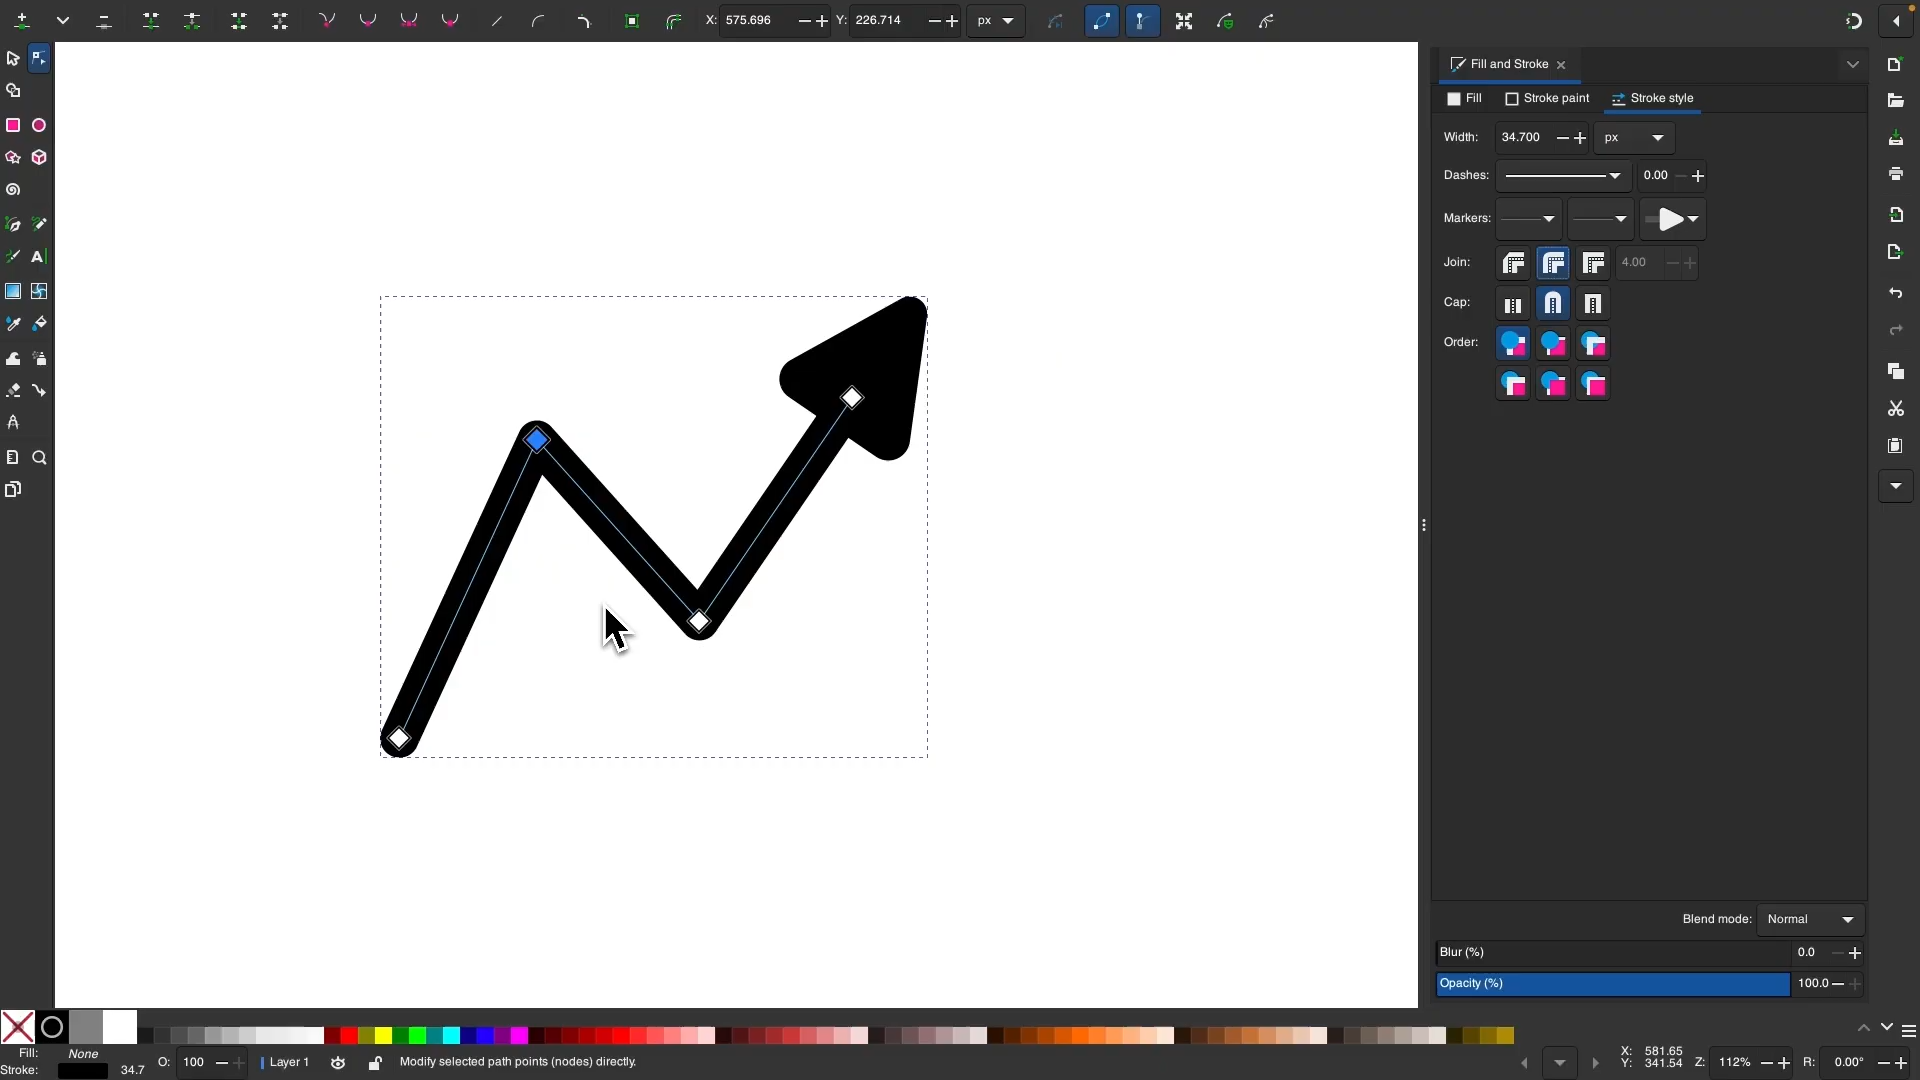 X: 575.696 Y: 226.714 px
Fill and Stroke
Fill Stroke paint Stroke style
Width: 34.700 px
Dashes: 0.00
Markers:
Join: 4.00
Cap:
Order:
A
Blend mode: Normal
Blur (%) 0.0
Opacity (%) 100.0
Fill: None
Stroke: 34.7
O: 100
Layer 1
Modify selected path points (nodes) directly.
X: 581.65
Y: 341.54
Z: 112%
R: 0.00°